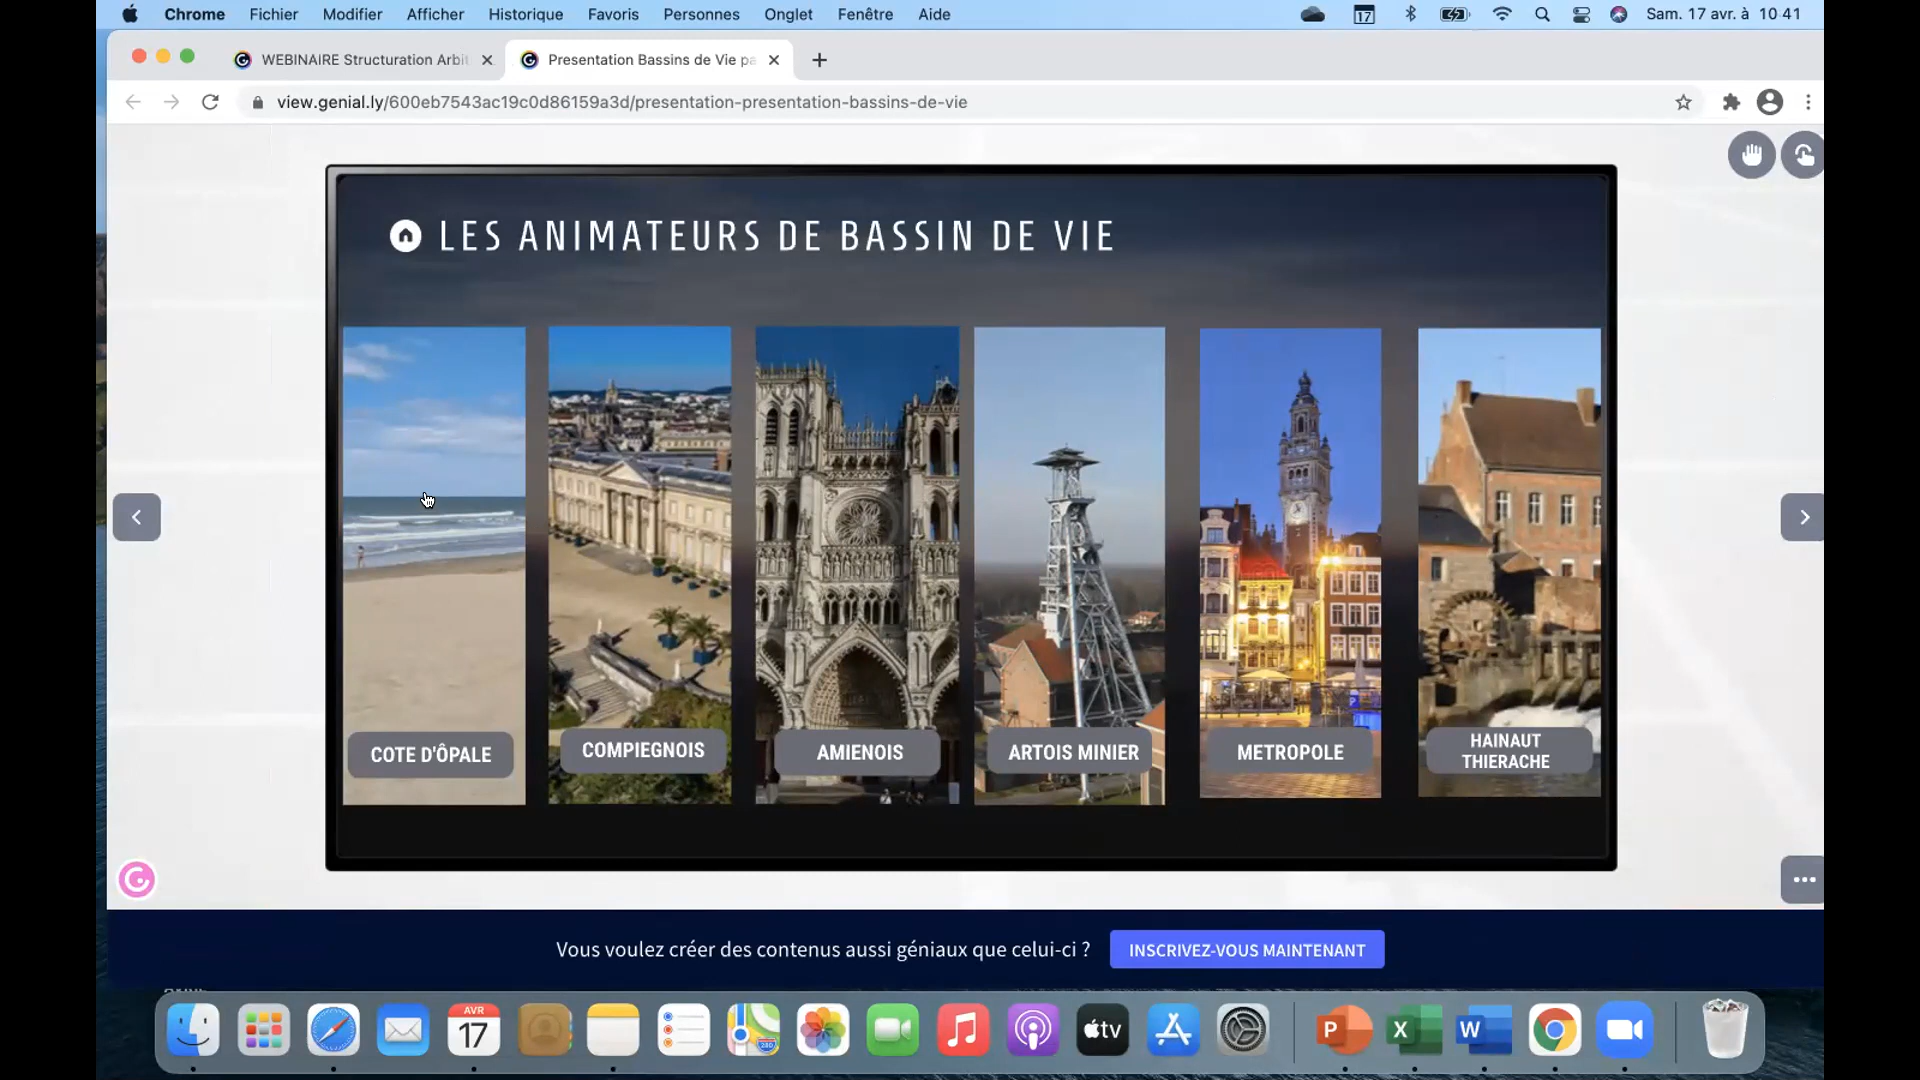 Chrome Fichier Modifier Afficher Historique Favoris Personnes Onglet Fenêtre Aide 17 Sam. 17 avr. à 10 41
WEBINAIRE Structuration Arbit
Presentation Bassins de Vie pa
view.genial.ly/600eb7543ac19c0d86159a3d/presentation-presentation-bassins-de-vie
LES ANIMATEURS DE BASSIN DE VIE
COTE D'ÔPALE
COMPIEGNOIS
AMIENOIS
ARTOIS MINIER
METROPOLE
HAINAUT
THIERACHE
Vous voulez créer des contenus aussi géniaux que celui-ci ?
INSCRIVEZ-VOUS MAINTENANT
AVR
17
280
tv
P
X
W